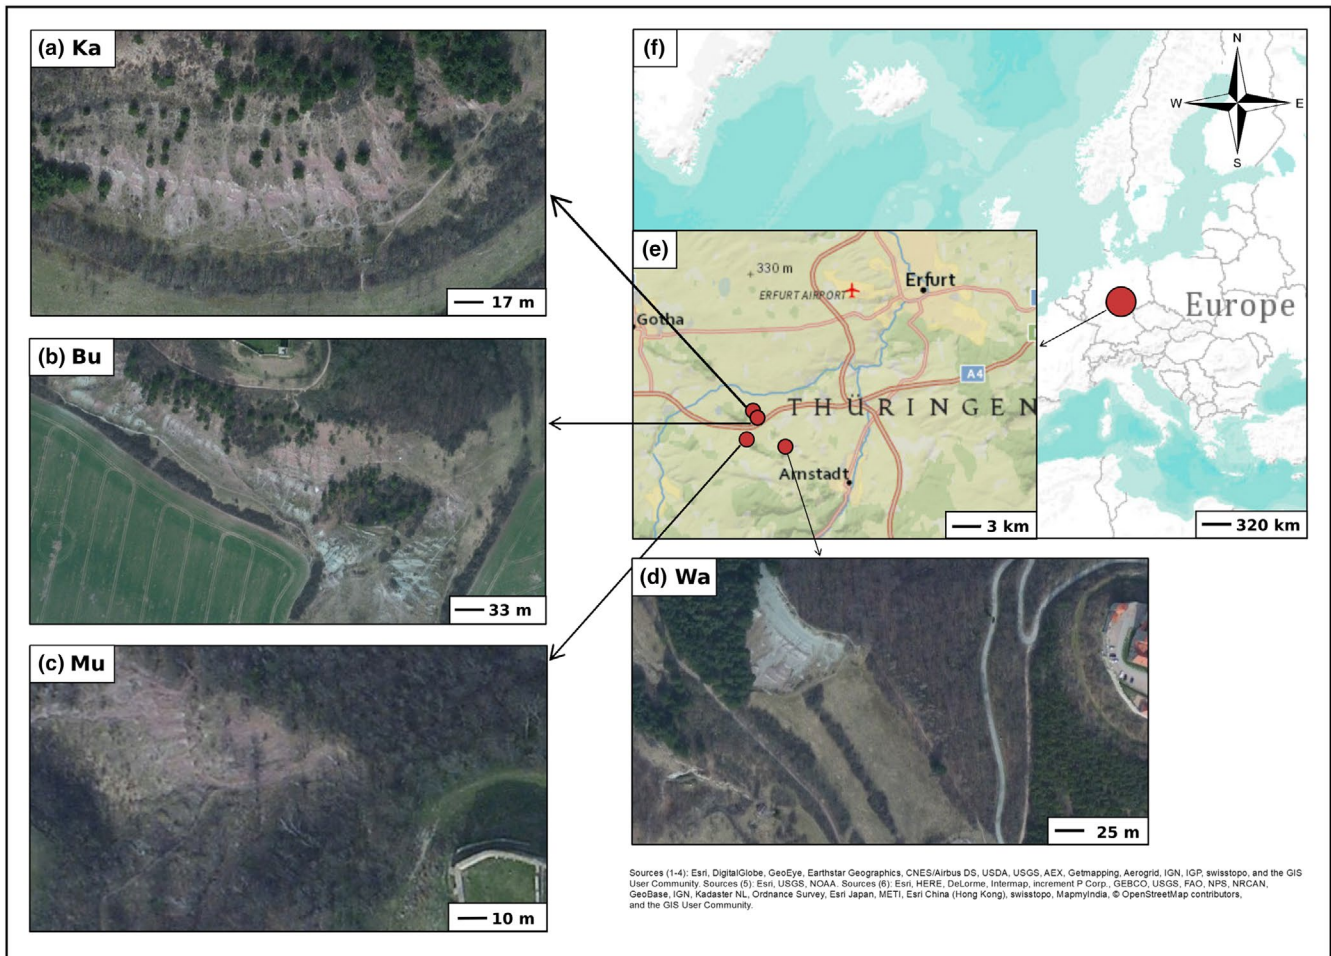 (a) Ka
17 m
(b) Bu
33 m
(c) Mu
10 m
(f)
N
W
E
S
Europe
320 km
(e)
330 m
ERFURT AIRPORT
Erfurt
Gotha
A4
THÜRINGEN
Arnstadt
3 km
(d) Wa
25 m
Sources (1-4): Esri, DigitalGlobe, GeoEye, Earthstar Geographics, CNES/Airbus DS, USDA, USGS, AEX, Getmapping, Aerogrid, IGN, IGP, swisstopo, and the GIS
User Community. Sources (5): Esri, USGS, NOAA. Sources (6): Esri, HERE, DeLorme, Intermap, increment P Corp., GEBCO, USGS, FAO, NPS, NRCAN,
GeoBase, IGN, Kadaster NL, Ordnance Survey, Esri Japan, METI, Esri China (Hong Kong), swisstopo, MapmyIndia, © OpenStreetMap contributors,
and the GIS User Community.